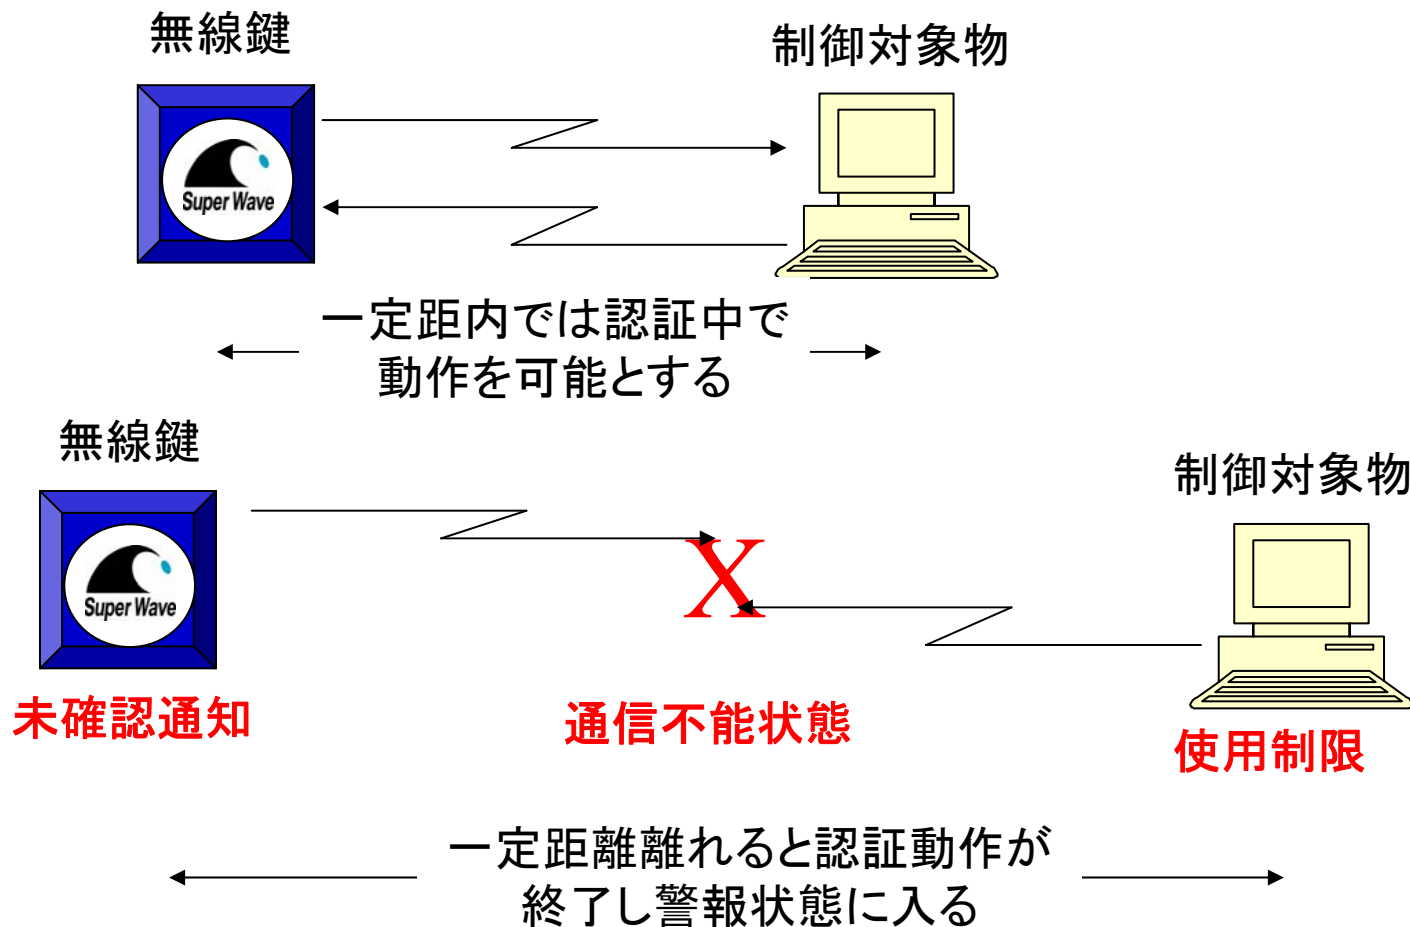 無線鍵
制御対象物
Super Wave
一定距内では認証中で
動作を可能とする
無線鍵
制御対象物
X
Super Wave
未確認通知
通信不能状態
使用制限
一定距離離れると認証動作が
終了し警報状態に入る